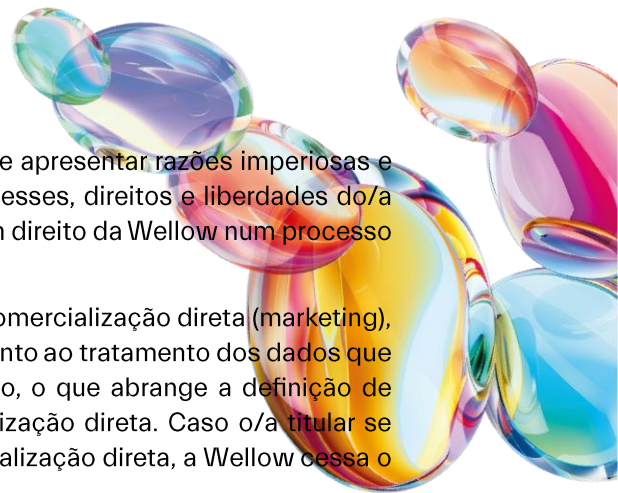 e apresentar razões imperiosas e
esses, direitos e liberdades do/a
direito da Wellow num processo
omercialização direta (marketing),
nto ao tratamento dos dados que
o, o que abrange a definição de
ização direta. Caso o/a titular se
alização direta, a Wellow cessa o